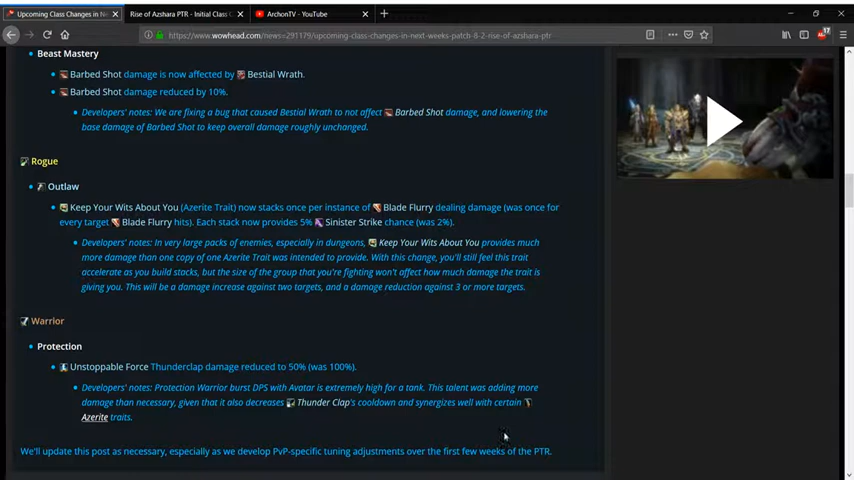 Upcoming Class Changes in Ne
Rise of Azshara PTR - Initial Class C
ArchonTV - YouTube
https://www.wowhead.com/news=291179/upcoming-class-changes-in-next-weeks-patch-8-2-rise-of-azshara-ptr
17
Beast Mastery
Barbed Shot damage is now affected by Bestial Wrath.
Barbed Shot damage reduced by 10%.
Developers' notes: We are fixing a bug that caused Bestial Wrath to not affect Barbed Shot damage, and lowering the
base damage of Barbed Shot to keep overall damage roughly unchanged.
Rogue
Outlaw
Keep Your Wits About You (Azerite Trait) now stacks once per instance of Blade Flurry dealing damage (was once for
every target Blade Flurry hits). Each stack now provides 5% Sinister Strike chance (was 2%).
Developers' notes: In very large packs of enemies, especially in dungeons, Keep Your Wits About You provides much
more damage than one copy of one Azerite Trait was intended to provide. With this change, you'll still feel this trait
accelerate as you build stacks, but the size of the group that you're fighting won't affect how much damage the trait is
giving you. This will be a damage increase against two targets, and a damage reduction against 3 or more targets.
Warrior
Protection
Unstoppable Force Thunderclap damage reduced to 50% (was 100%).
Developers' notes: Protection Warrior burst DPS with Avatar is extremely high for a tank. This talent was adding more
damage than necessary, given that it also decreases Thunder Clap's cooldown and synergizes well with certain
Azerite traits.
We'll update this post as necessary, especially as we develop PvP-specific tuning adjustments over the first few weeks of the PTR.